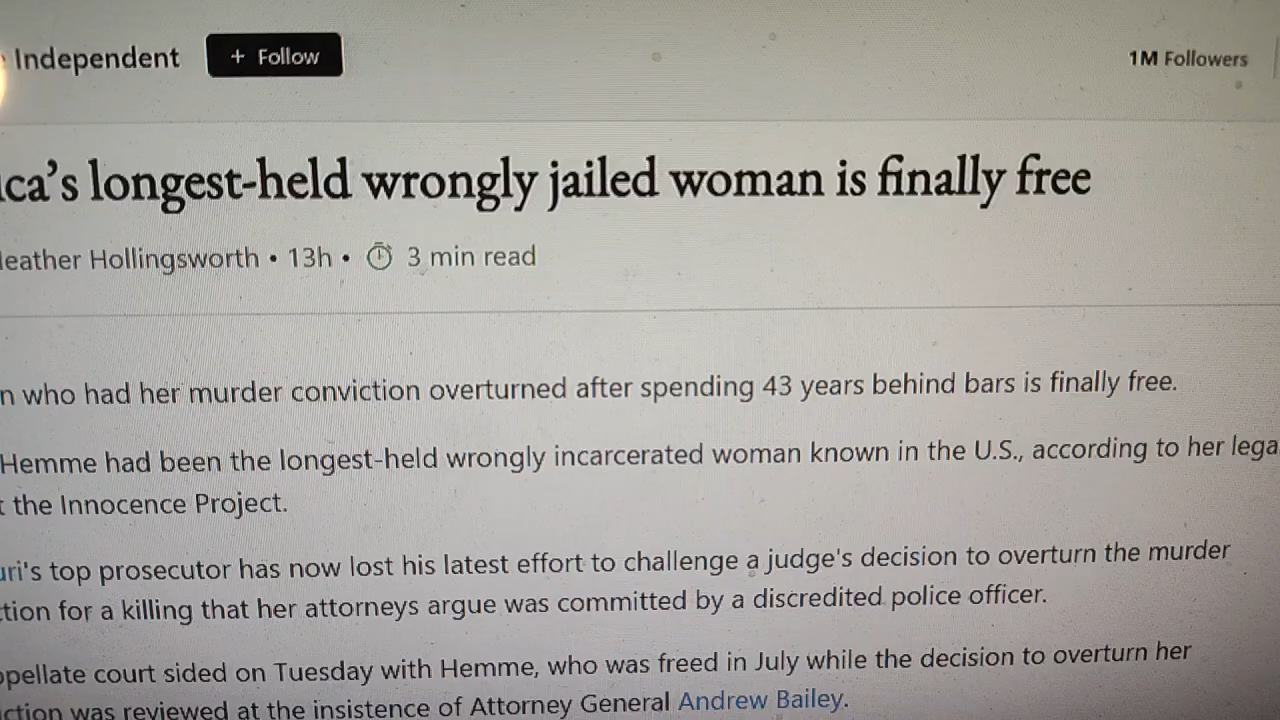 Independent + Follow 1M Followers
ica's longest-held wrongly jailed woman is finally free
Heather Hollingsworth • 13h • 3 min read
n who had her murder conviction overturned after spending 43 years behind bars is finally free.
Hemme had been the longest-held wrongly incarcerated woman known in the U.S., according to her lega
t the Innocence Project.
uri's top prosecutor has now lost his latest effort to challenge a judge's decision to overturn the murder
ction for a killing that her attorneys argue was committed by a discredited police officer.
ppellate court sided on Tuesday with Hemme, who was freed in July while the decision to overturn her
iction was reviewed at the insistence of Attorney General Andrew Bailey.